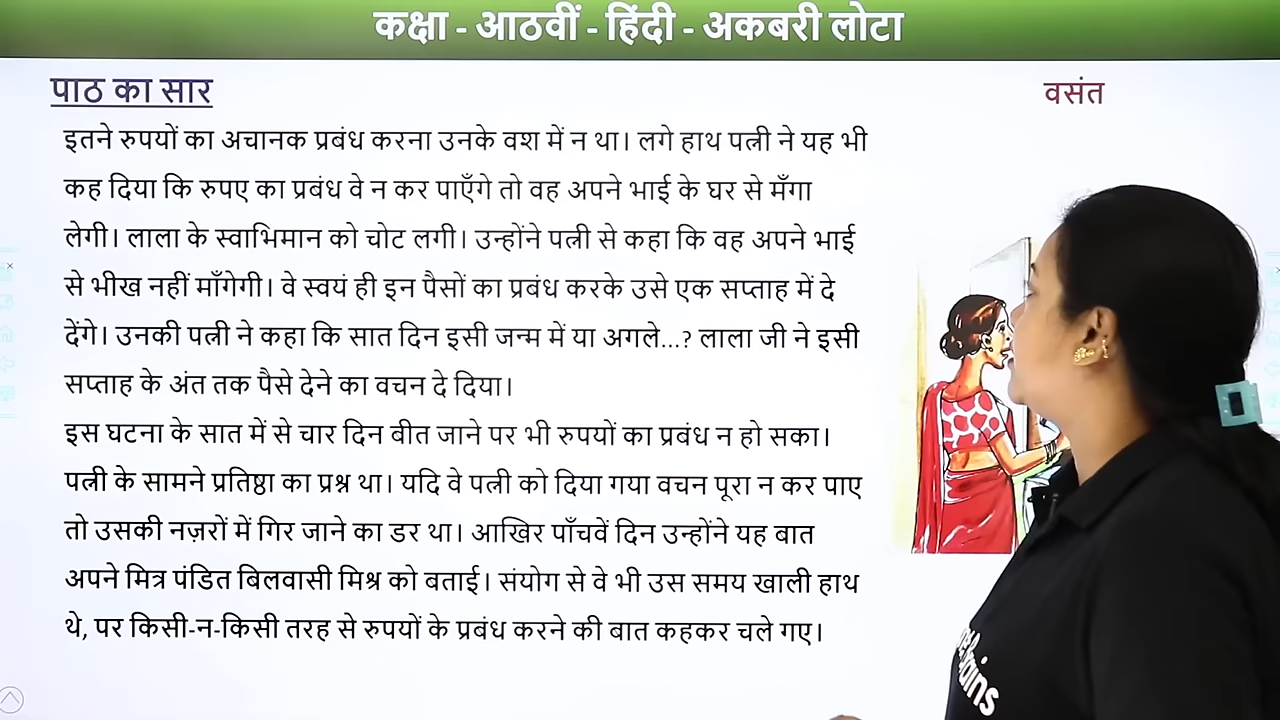 कक्षा - आठवीं - हिंदी - अकबरी लोटा
पाठ का सार
वसंत
इतने रुपयों का अचानक प्रबंध करना उनके वश में न था। लगे हाथ पत्नी ने यह भी
कह दिया कि रुपए का प्रबंध वे न कर पाएँगे तो वह अपने भाई के घर से मँगा
लेगी। लाला के स्वाभिमान को चोट लगी। उन्होंने पत्नी से कहा कि वह अपने भाई
से भीख नहीं माँगेगी। वे स्वयं ही इन पैसों का प्रबंध करके उसे एक सप्ताह में दे
देंगे। उनकी पत्नी ने कहा कि सात दिन इसी जन्म में या अगले...? लाला जी ने इसी
सप्ताह के अंत तक पैसे देने का वचन दे दिया।
इस घटना के सात में से चार दिन बीत जाने पर भी रुपयों का प्रबंध न हो सका।
पत्नी के सामने प्रतिष्ठा का प्रश्न था। यदि वे पत्नी को दिया गया वचन पूरा न कर पाए
तो उसकी नज़रों में गिर जाने का डर था। आखिर पाँचवें दिन उन्होंने यह बात
अपने मित्र पंडित बिलवासी मिश्र को बताई। संयोग से वे भी उस समय खाली हाथ
थे, पर किसी-न-किसी तरह से रुपयों के प्रबंध करने की बात कहकर चले गए।